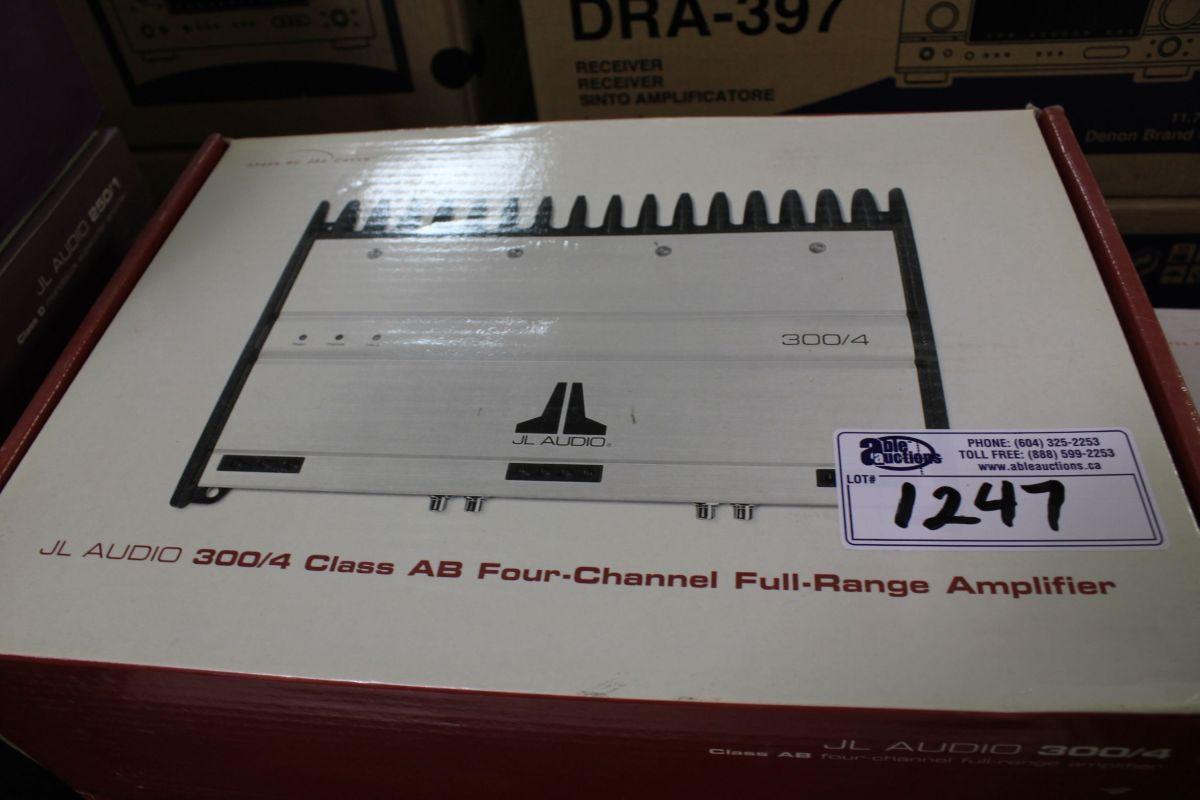 DRA-397
RECEIVER
RECEIVER
SINTO AMPLIFICATORE
Denon Brand
JL AUDIO 250/1
Class D
300/4
JL AUDIO
able auctions
PHONE: (604) 325-2253
TOLL FREE: (888) 599-2253
www.ableauctions.ca
LOT#
1247
JL AUDIO 300/4 Class AB Four-Channel Full-Range Amplifier
JL AUDIO 300/4
Class AB four-channel full-range amplifier